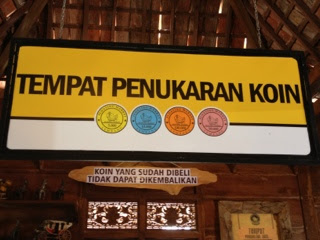 TEMPAT PENUKARAN KOIN
KOIN YANG SUDAH DIBELI
TIDAK DAPAT DIKEMBALIKAN